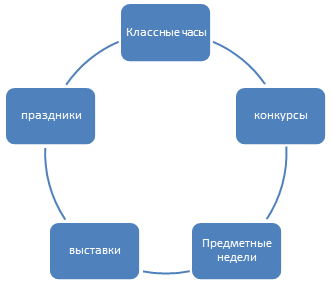 Классные часы
праздники
конкурсы
выставки
Предметные
недели